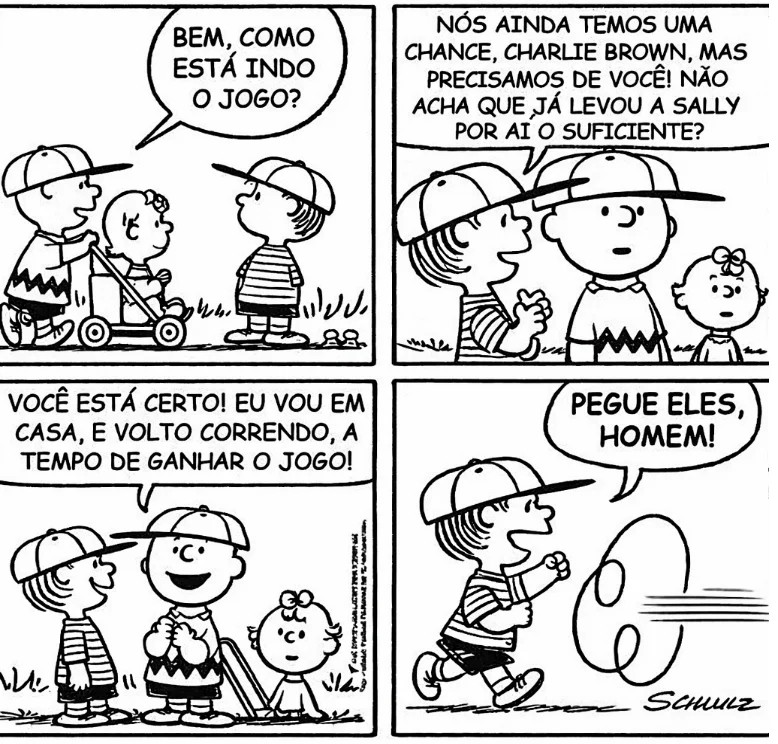 BEM, COMO
ESTÁ INDO
O JOGO?
NÓS AINDA TEMOS UMA
CHANCE, CHARLIE BROWN, MAS
PRECISAMOS DE VOCÊ! NÃO
ACHA QUE JÁ LEVOU A SALLY
POR AÍ O SUFICIENTE?
VOCÊ ESTÁ CERTO! EU VOU EM
CASA, E VOLTO CORRENDO, A
TEMPO DE GANHAR O JOGO!
PEGUE ELES,
HOMEM!
SCHULZ